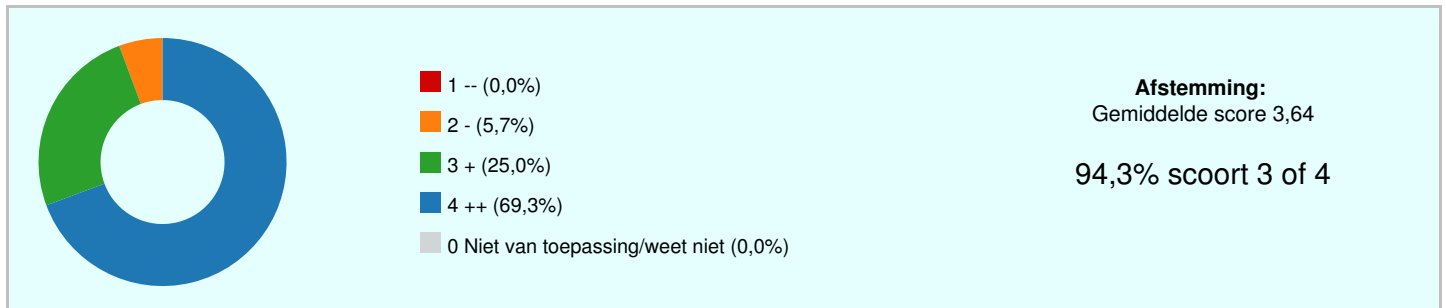 1 -- (0,0%)
2 - (5,7%)
3 + (25,0%)
4 ++ (69,3%)
0 Niet van toepassing/weet niet (0,0%)
Afstemming:
Gemiddelde score 3,64
94,3% scoort 3 of 4